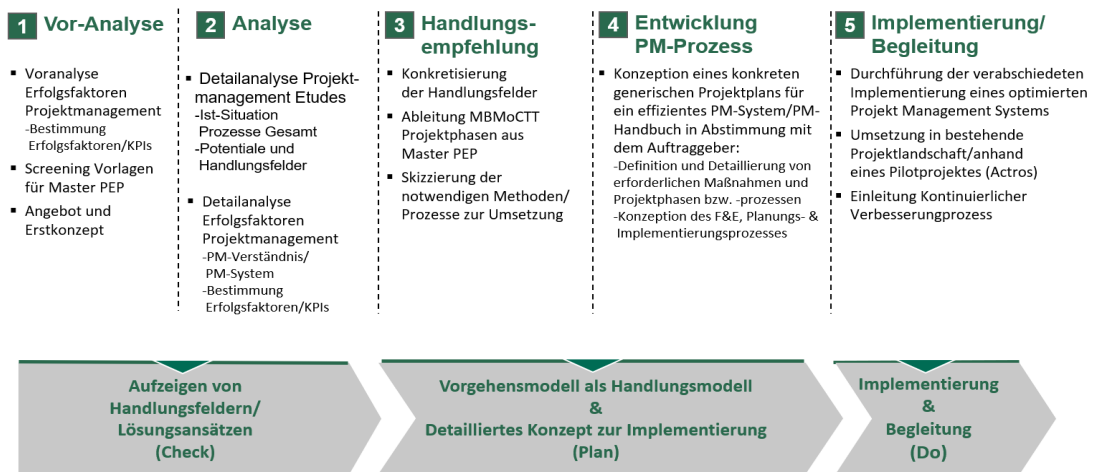 1 Vor-Analyse
▪ Voranalyse
Erfolgsfaktoren
Projektmanagement
-Bestimmung
Erfolgsfaktoren/KPIs
▪ Screening Vorlagen
für Master PEP
▪ Angebot und
Erstkonzept
2 Analyse
▪ Detailanalyse Projekt-
management Etudes
-Ist-Situation
Prozesse Gesamt
-Potentiale und
Handlungsfelder
▪ Detailanalyse
Erfolgsfaktoren
Projektmanagement
-PM-Verständnis/
PM-System
-Bestimmung
Erfolgsfaktoren/KPIs
3 Handlungs-
empfehlung
▪ Konkretisierung
der Handlungsfelder
▪ Ableitung MBMoCTT
Projektphasen aus
Master PEP
▪ Skizzierung der
notwendigen Methoden/
Prozesse zur Umsetzung
4 Entwicklung
PM-Prozess
▪ Konzeption eines konkreten
generischen Projektplans für
ein effizientes PM-System/PM-
Handbuch in Abstimmung mit
dem Auftraggeber:
-Definition und Detaillierung von
erforderlichen Maßnahmen und
Projektphasen bzw. -prozessen
-Konzeption des F&E, Planungs- &
Implementierungsprozesses
5 Implementierung/
Begleitung
▪ Durchführung der verabschiedeten
Implementierung eines optimierten
Projekt Management Systems
▪ Umsetzung in bestehende
Projektlandschaft/anhand
eines Pilotprojektes (Actros)
▪ Einleitung Kontinuierlicher
Verbesserungprozess
Aufzeigen von
Handlungsfeldern/
Lösungsansätzen
(Check)
Vorgehensmodell als Handlungsmodell
&
Detailliertes Konzept zur Implementierung
(Plan)
Implementierung
&
Begleitung
(Do)